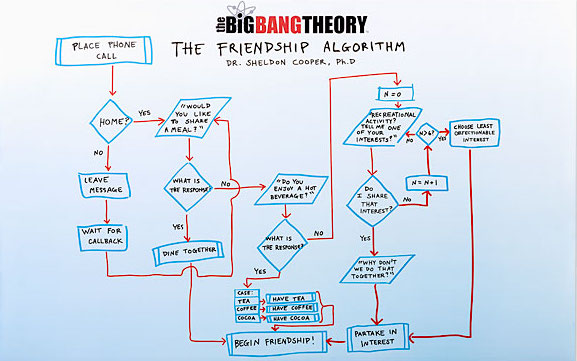 the BIGBANGTHEORY
THE FRIENDSHIP ALGORITHM
DR. SHELDON COOPER, Ph.D
PLACE PHONE
CALL
HOME?
YES
NO
LEAVE
MESSAGE
WAIT FOR
CALLBACK
"WOULD
YOU LIKE
TO SHARE
A MEAL?"
WHAT IS
THE RESPONSE?
NO
YES
DINE TOGETHER
"DO YOU
ENJOY A HOT
BEVERAGE?"
WHAT IS
THE RESPONSE?
NO
YES
CASE:
TEA
HAVE TEA
COFFEE
HAVE COFFEE
COCOA
HAVE COCOA
BEGIN FRIENDSHIP!
N=0
"RECREATIONAL
ACTIVITY?
TELL ME ONE
OF YOUR
INTERESTS?"
N>6?
NO
YES
CHOOSE LEAST
OBJECTIONABLE
INTEREST
N=N+1
DO
I SHARE
THAT
INTEREST?
NO
YES
"WHY DON'T
WE DO THAT
TOGETHER?"
PARTAKE IN
INTEREST